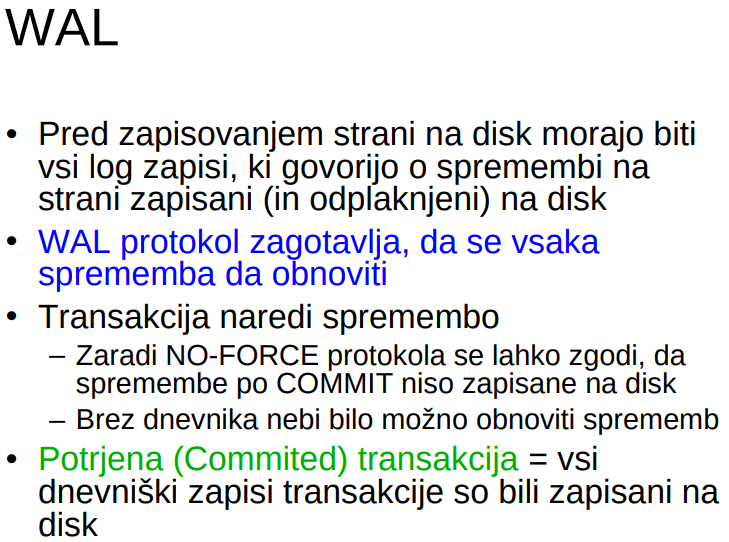 WAL
• Pred zapisovanjem strani na disk morajo biti
vsi log zapisi, ki govorijo o spremembi na
strani zapisani (in odplaknjeni) na disk
• WAL protokol zagotavlja, da se vsaka
sprememba da obnoviti
• Transakcija naredi spremembo
– Zaradi NO-FORCE protokola se lahko zgodi, da
spremembe po COMMIT niso zapisane na disk
– Brez dnevnika nebi bilo možno obnoviti sprememb
• Potrjena (Commited) transakcija = vsi
dnevniški zapisi transakcije so bili zapisani na
disk